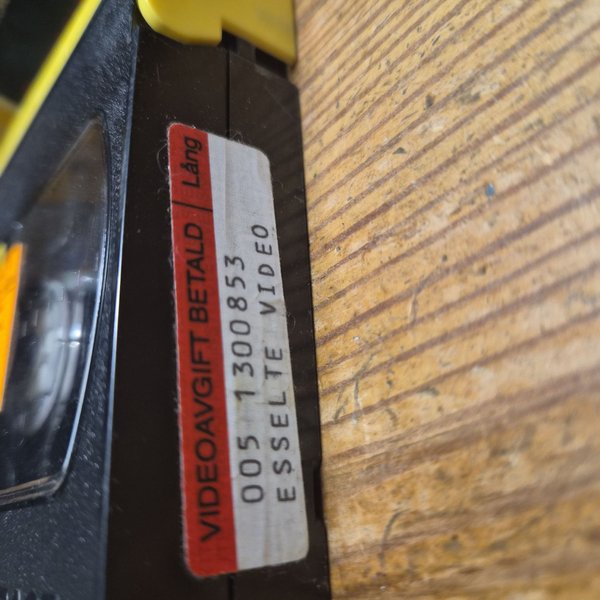 VIDEOAVGIFT BETALD | Lång
005 1300853
ESSELTE VIDEO